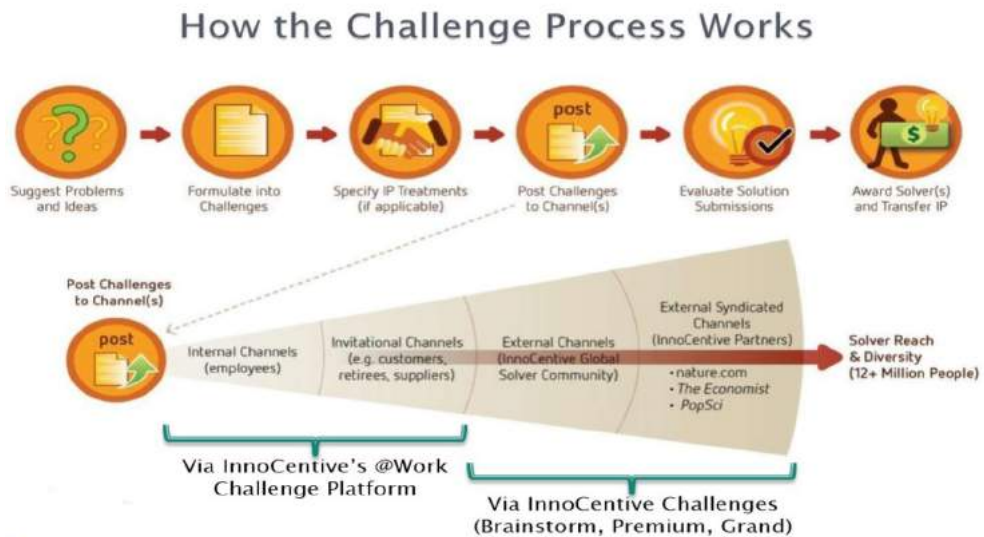 How the Challenge Process Works
post
Suggest Problems
and Ideas
Formulate into
Challenges
Specify IP Treatments
(if applicable)
Post Challenges
to Channel(s)
Evaluate Solution
Submissions
Award Solver(s)
and Transfer IP
$
Post Challenges
to Channel(s)
post
Internal Channels
(employees)
Invitational Channels
(e.g. customers,
retirees, suppliers)
External Channels
(InnoCentive Global
Solver Community)
External Syndicated
Channels
(InnoCentive Partners)
• nature.com
• The Economist
• PopSci
Solver Reach
& Diversity
(12+ Million People)
Via InnoCentive's @Work
Challenge Platform
Via InnoCentive Challenges
(Brainstorm, Premium, Grand)